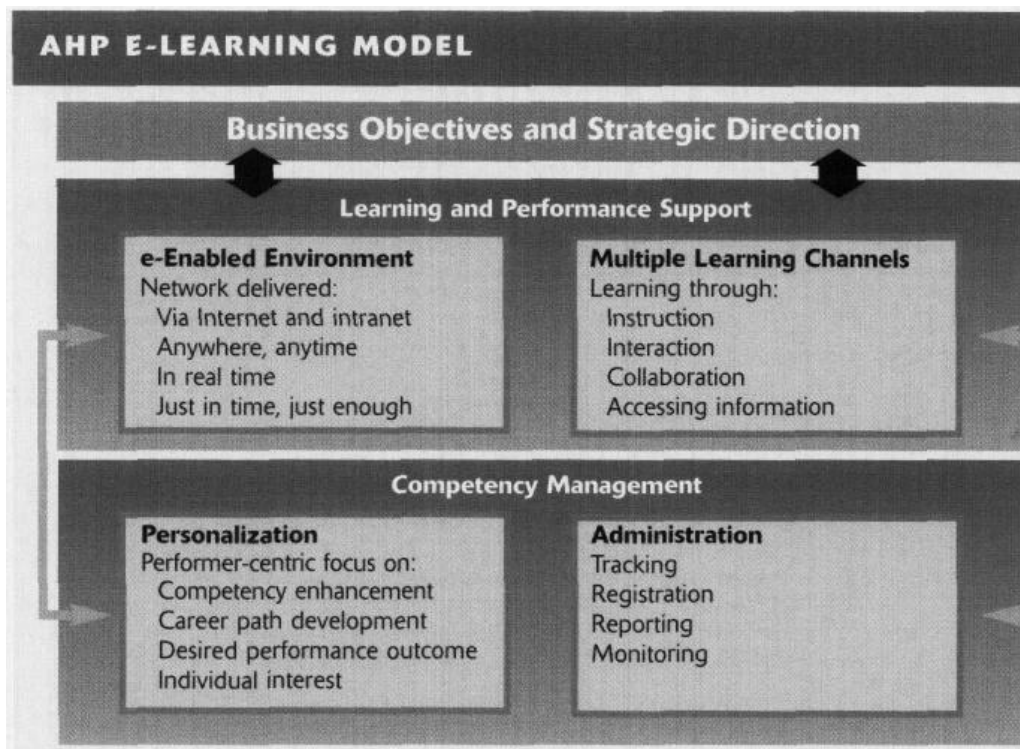 AHP E-LEARNING MODEL
Business Objectives and Strategic Direction
Learning and Performance Support
e-Enabled Environment
Network delivered:
Via Internet and intranet
Anywhere, anytime
In real time
Just in time, just enough
Multiple Learning Channels
Learning through:
Instruction
Interaction
Collaboration
Accessing information
Competency Management
Personalization
Performer-centric focus on:
Competency enhancement
Career path development
Desired performance outcome
Individual interest
Administration
Tracking
Registration
Reporting
Monitoring